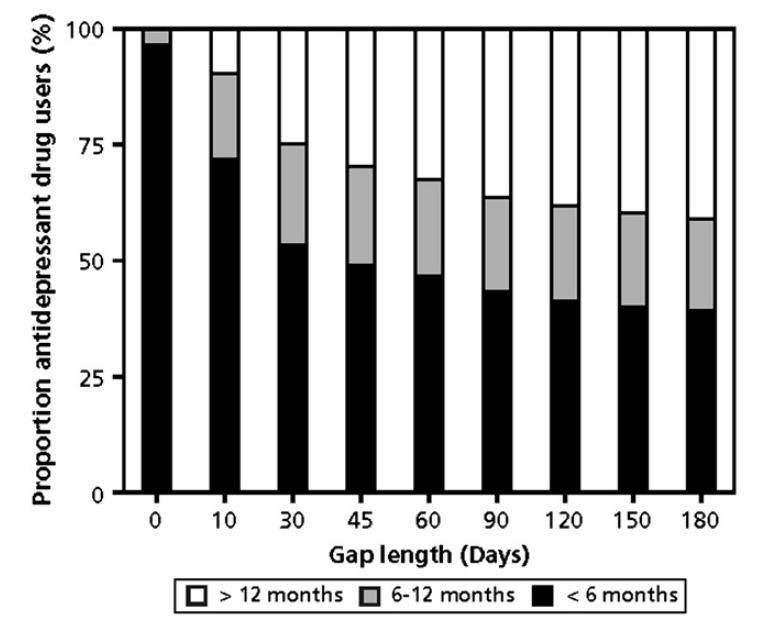 Proportion antidepressant drug users (%)
100
75
50
25
0
0 10 30 45 60 90 120 150 180
Gap length (Days)
> 12 months 6-12 months < 6 months